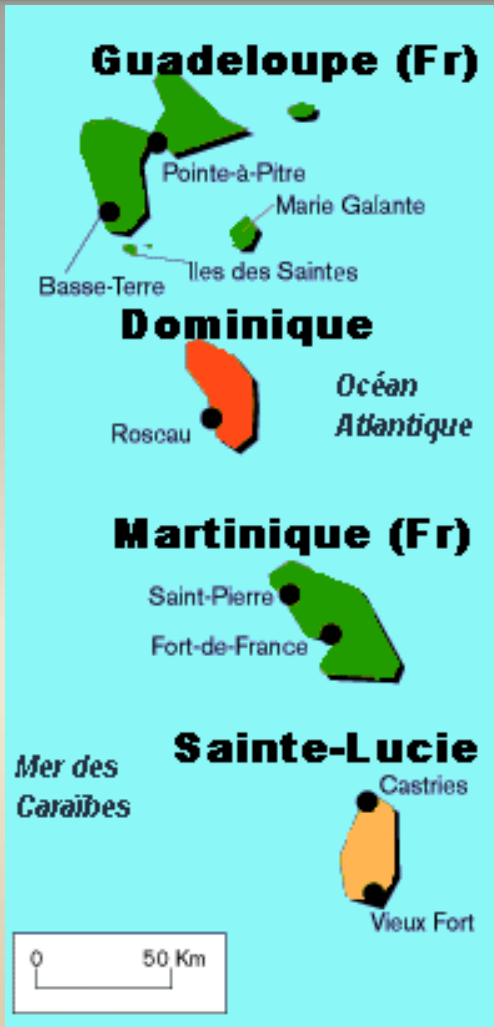 Guadeloupe (Fr)
Pointe-à-Pitre
Marie Galante
Iles des Saintes
Basse-Terre
Dominique
Océan
Atlantique
Roscau
Martinique (Fr)
Saint-Pierre
Fort-de-France
Sainte-Lucie
Mer des
Caraïbes
Castries
Vieux Fort
0 50 Km